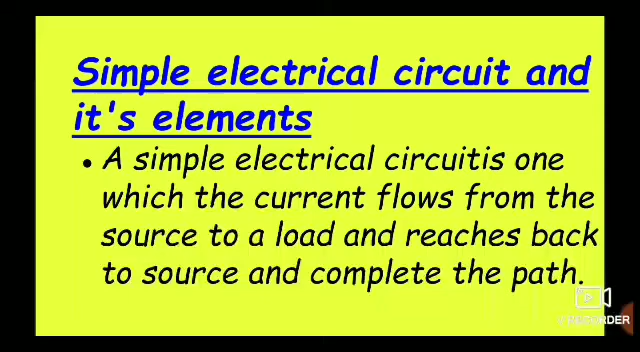 Simple electrical circuit and
it's elements
• A simple electrical circuitis one
which the current flows from the
source to a load and reaches back
to source and complete the path.
RECORDER